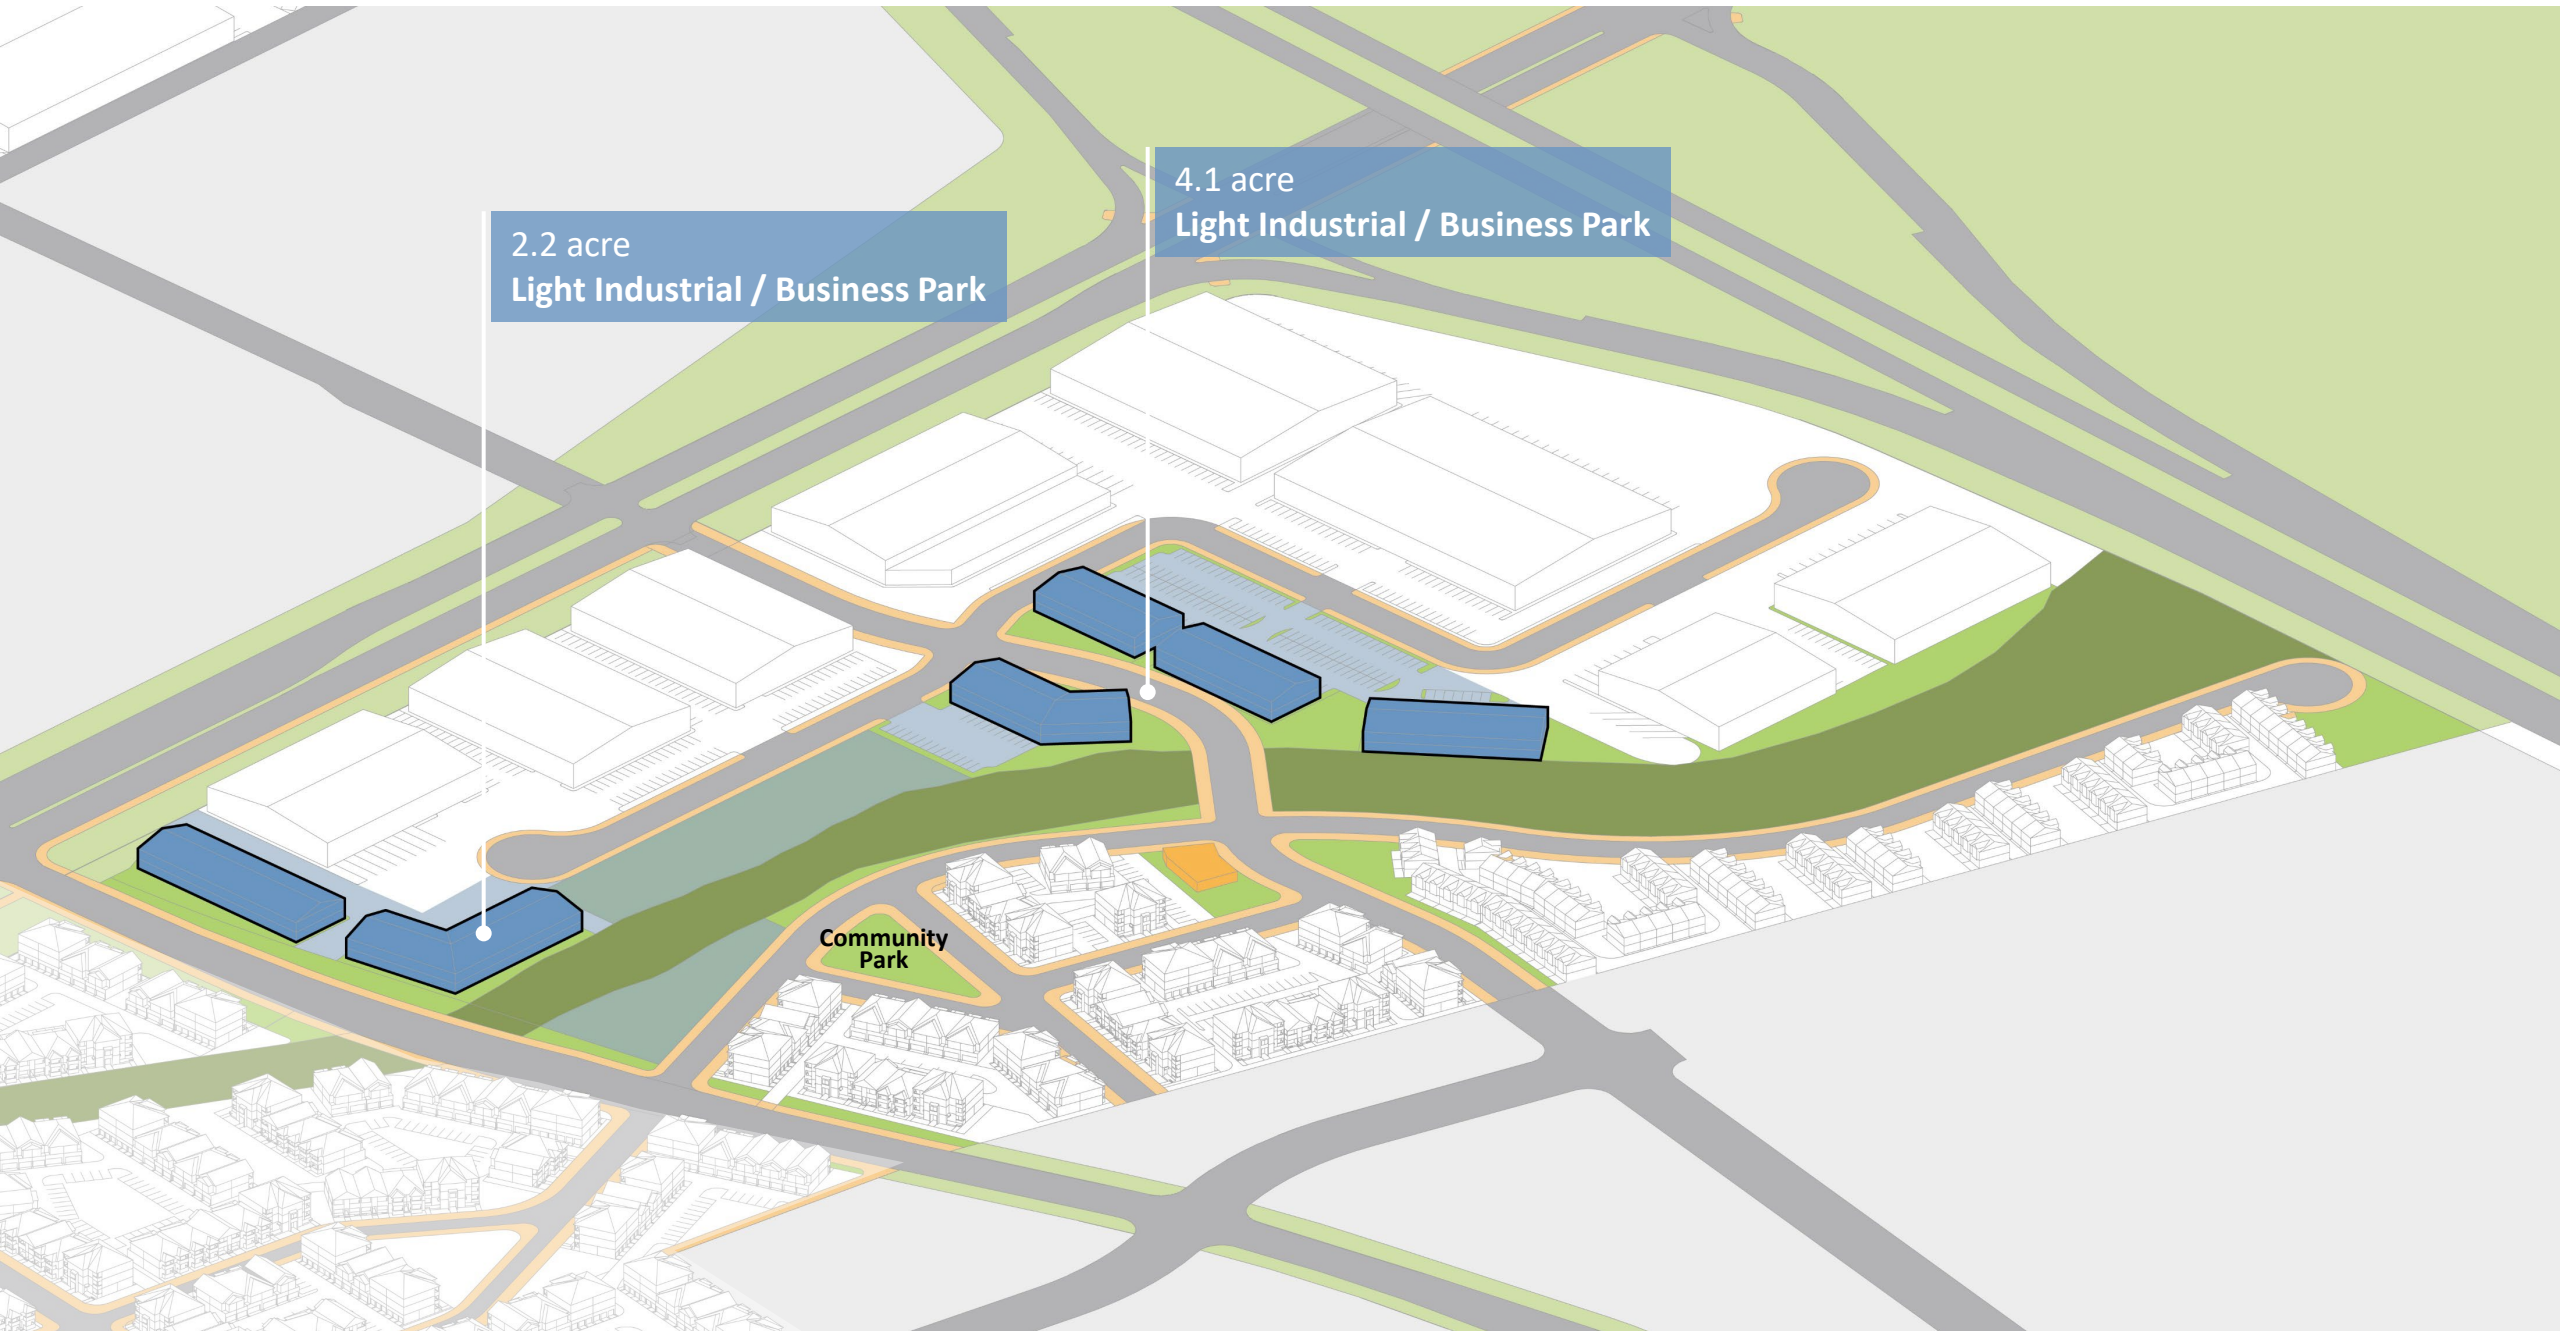 2.2 acre
Light Industrial / Business Park
4.1 acre
Light Industrial / Business Park
Community
Park